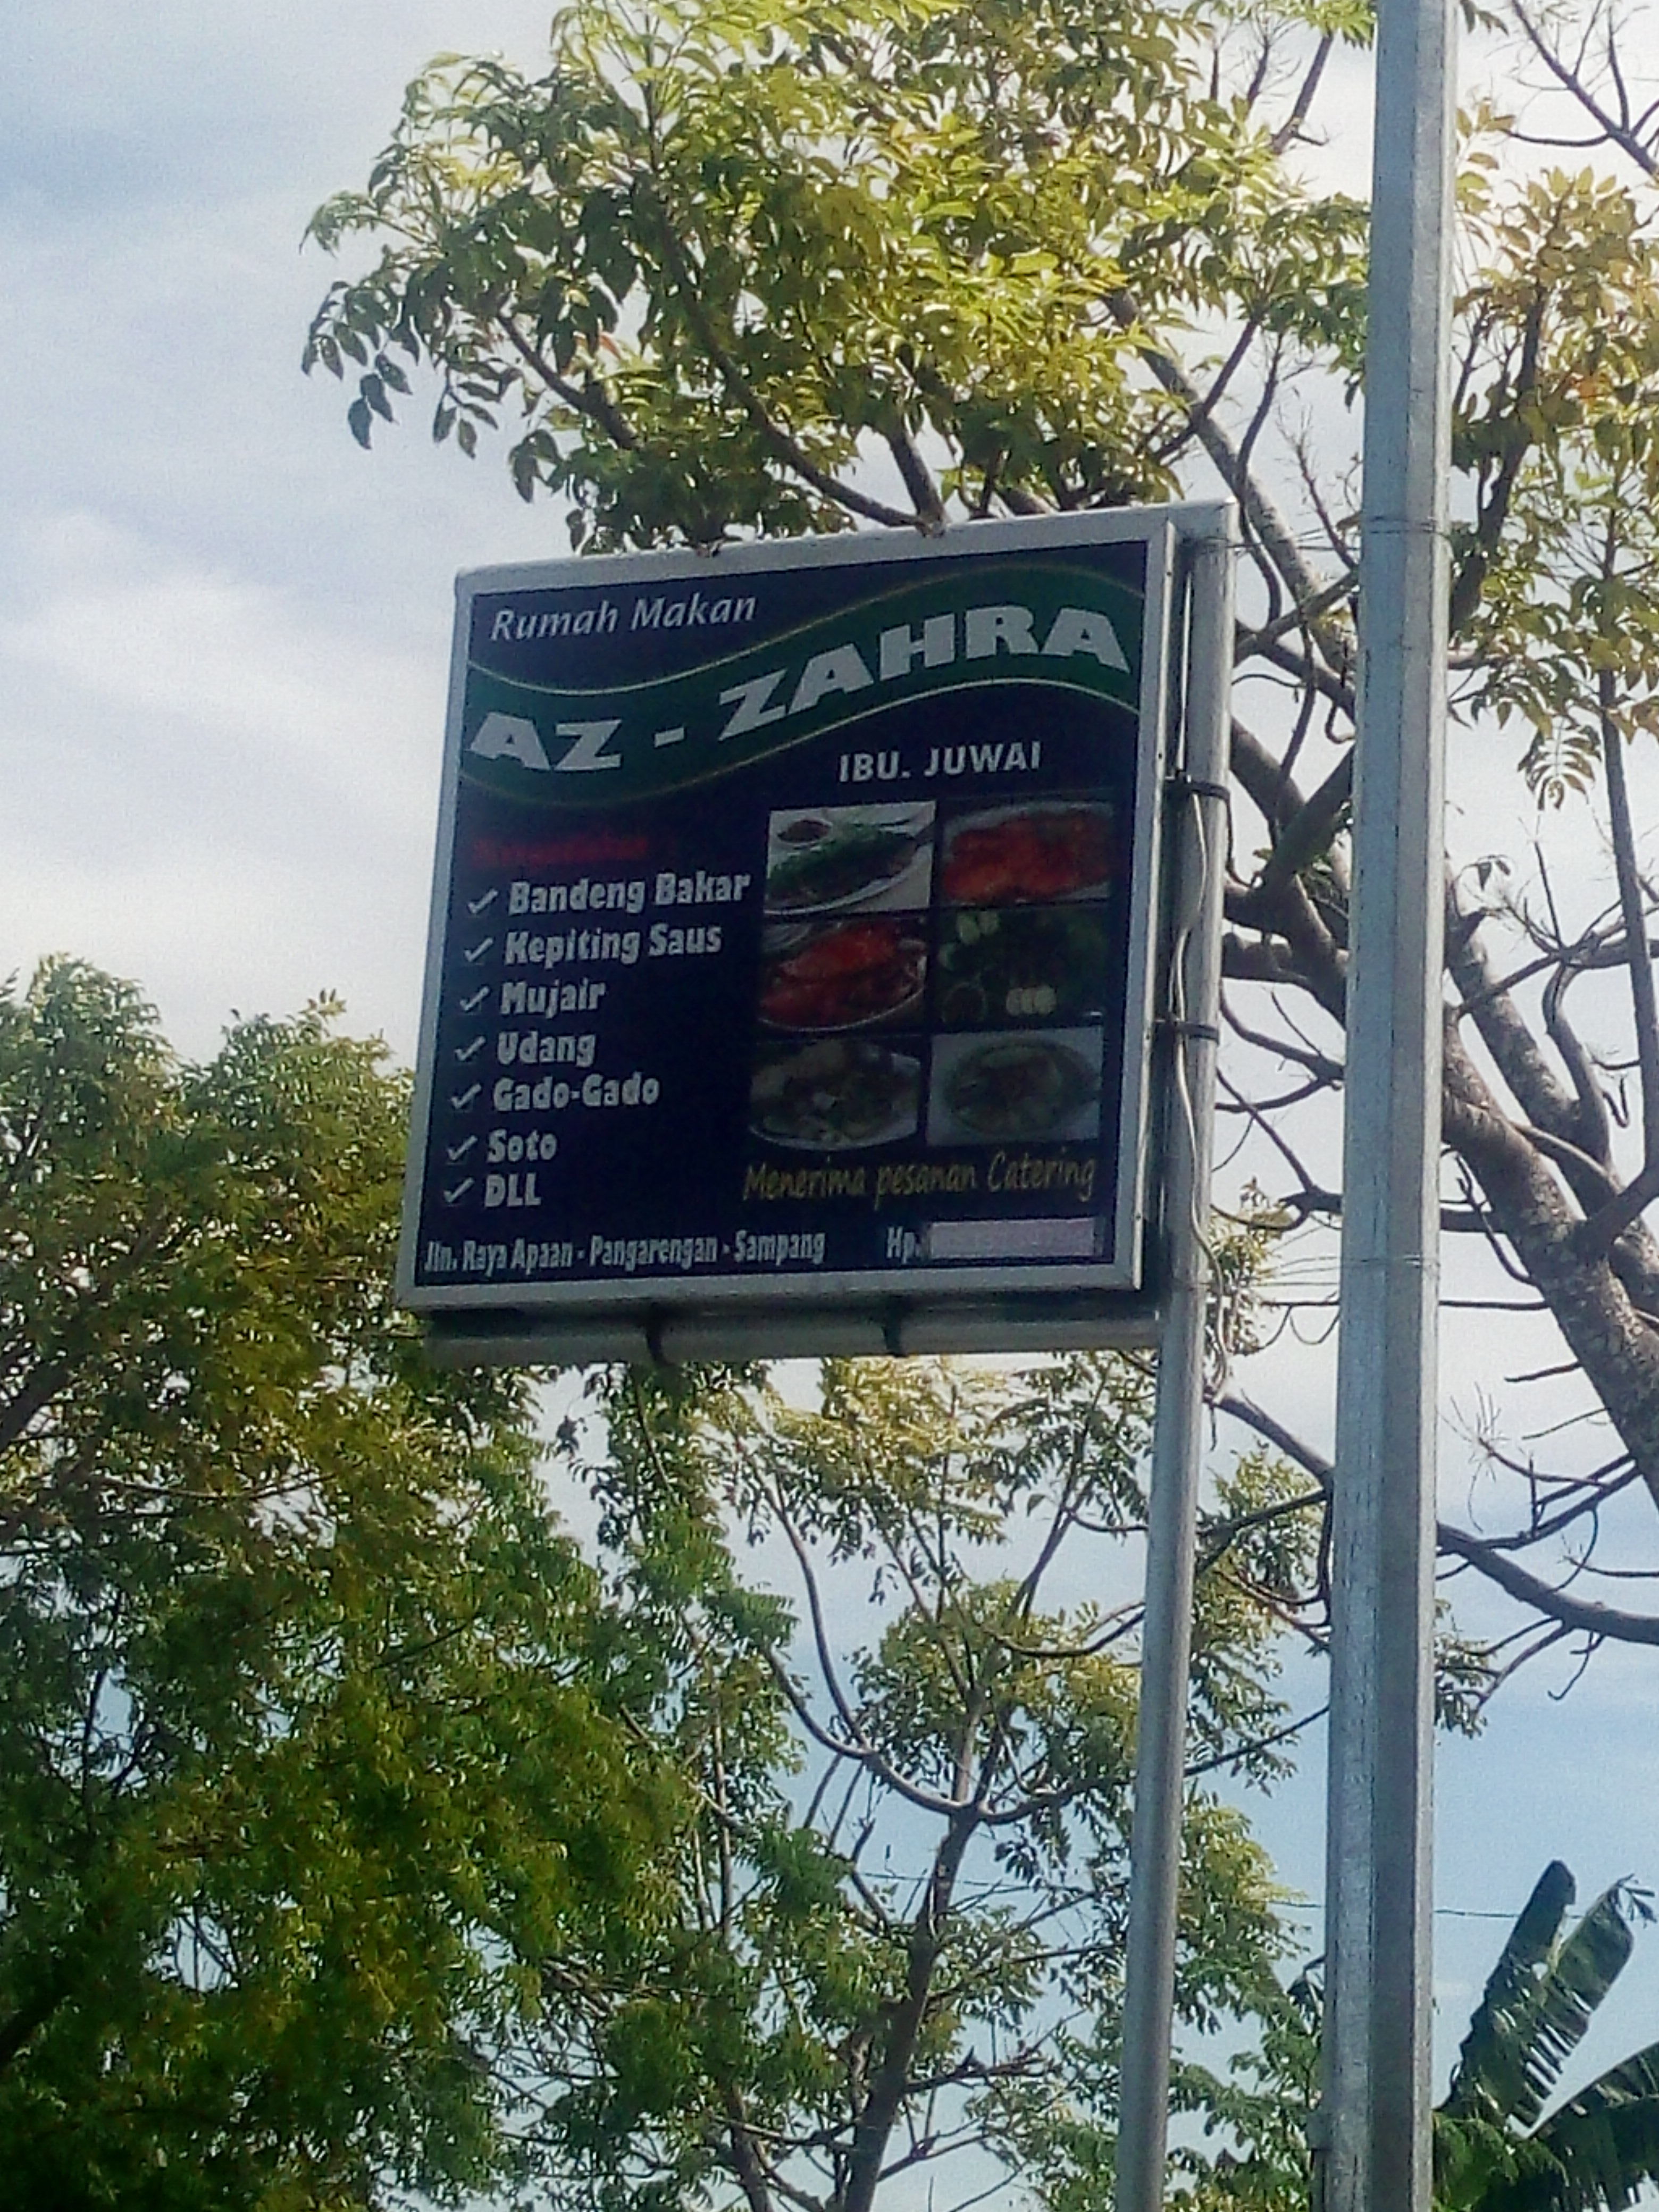 Rumah Makan
AZ - ZAHRA
IBU. JUWAI
Bandeng Bakar
Kepiting Saus
Mujair
Udang
Gado-Gado
Soto
DLL
Menerima pesanan Catering
Jln. Raya Apaan - Pangarengan - Sampang
Hp.